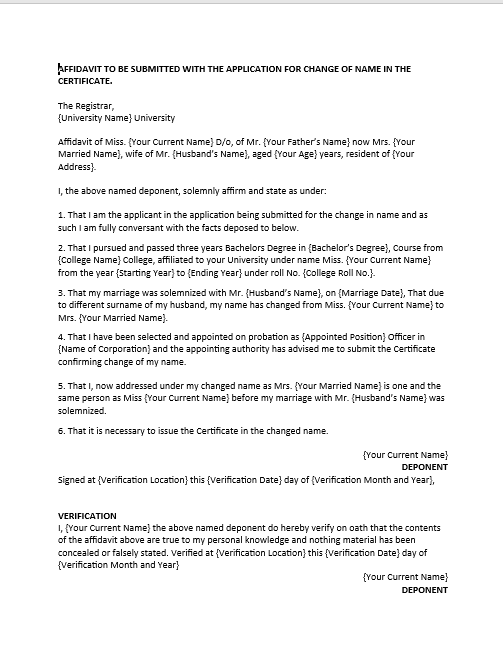 AFFIDAVIT TO BE SUBMITTED WITH THE APPLICATION FOR CHANGE OF NAME IN THE
CERTIFICATE.
The Registrar,
{University Name} University
Affidavit of Miss. {Your Current Name} D/o, of Mr. {Your Father's Name} now Mrs. {Your
Married Name}, wife of Mr. {Husband's Name}, aged {Your Age} years, resident of {Your
Address}.
I, the above named deponent, solemnly affirm and state as under:
1. That I am the applicant in the application being submitted for the change in name and as
such I am fully conversant with the facts deposed to below.
2. That I pursued and passed three years Bachelors Degree in {Bachelor's Degree}, Course from
{College Name} College, affiliated to your University under name Miss. {Your Current Name}
from the year {Starting Year} to {Ending Year} under roll No. {College Roll No.}.
3. That my marriage was solemnized with Mr. {Husband's Name}, on {Marriage Date}, That due
to different surname of my husband, my name has changed from Miss. {Your Current Name} to
Mrs. {Your Married Name}.
4. That I have been selected and appointed on probation as {Appointed Position} Officer in
{Name of Corporation} and the appointing authority has advised me to submit the Certificate
confirming change of my name.
5. That I, now addressed under my changed name as Mrs. {Your Married Name} is one and the
same person as Miss {Your Current Name} before my marriage with Mr. {Husband's Name} was
solemnized.
6. That it is necessary to issue the Certificate in the changed name.
{Your Current Name}
DEPONENT
Signed at {Verification Location} this {Verification Date} day of {Verification Month and Year},
VERIFICATION
I, {Your Current Name} the above named deponent do hereby verify on oath that the contents
of the affidavit above are true to my personal knowledge and nothing material has been
concealed or falsely stated. Verified at {Verification Location} this {Verification Date} day of
{Verification Month and Year}
{Your Current Name}
DEPONENT